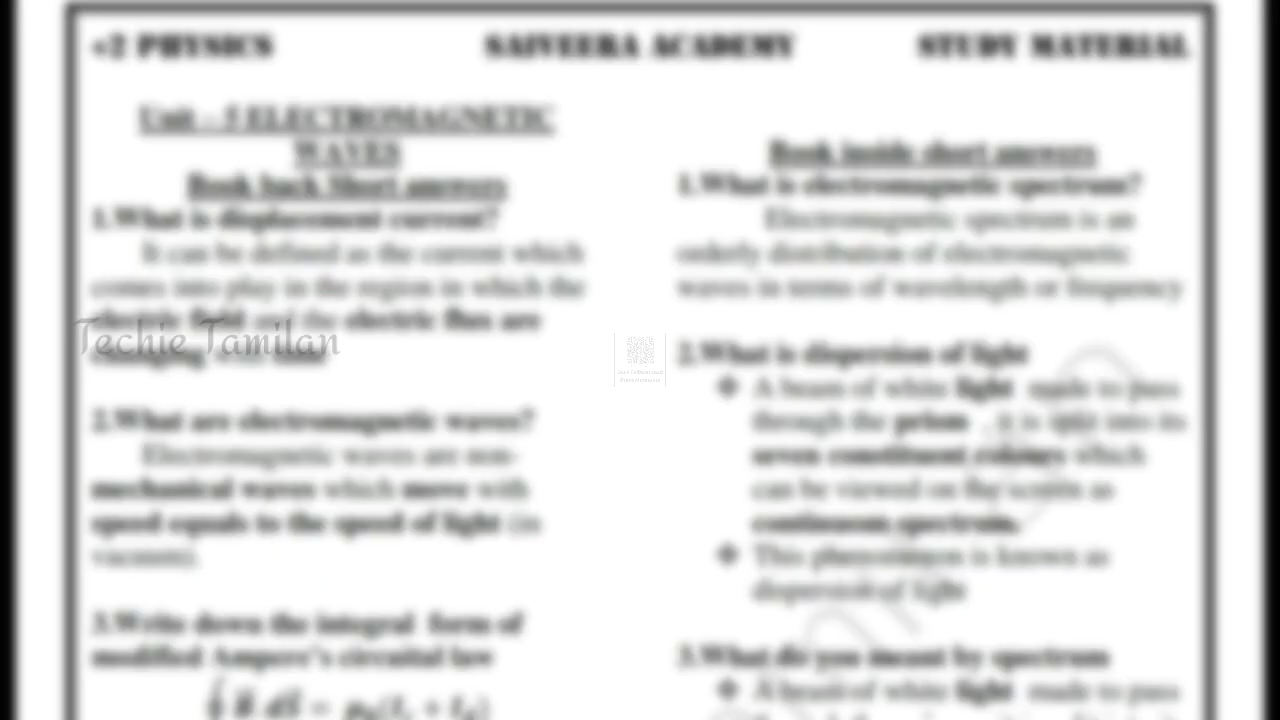 +2 PHYSICS SAIVEERA ACADEMY STUDY MATERIAL
Unit – 5 ELECTROMAGNETIC
WAVES
Book back Short answers
1.What is displacement current?
It can be defined as the current which
comes into play in the region in which the
electric field and the electric flux are
changing with time
Techie Tamilan
2.What are electromagnetic waves?
Electromagnetic waves are non-
mechanical waves which move with
speed equals to the speed of light (in
vacuum).
3.Write down the integral form of
modified Ampere's circuital law
∮ B⃗ . dS⃗ = μ₀(I꜀ + I_d)
Book inside short answers
1.What is electromagnetic spectrum?
Electromagnetic spectrum is an
orderly distribution of electromagnetic
waves in terms of wavelength or frequency
2.What is dispersion of light
❖ A beam of white light made to pass
through the prism , it is split into its
seven constituent colours which
can be viewed on the screen as
continuous spectrum.
❖ This phenomenon is known as
dispersion of light
3.What do you meant by spectrum
❖ A beam of white light made to pass